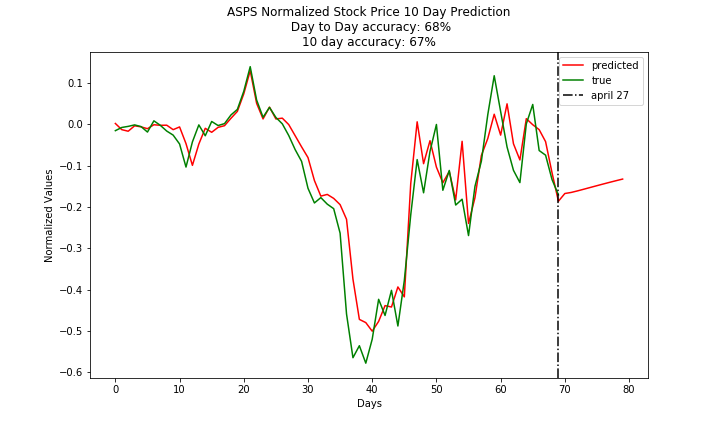 ASPS Normalized Stock Price 10 Day Prediction
Day to Day accuracy: 68%
10 day accuracy: 67%
predicted
true
april 27
Normalized Values
0.1
0.0
−0.1
−0.2
−0.3
−0.4
−0.5
−0.6
0 10 20 30 40 50 60 70 80
Days